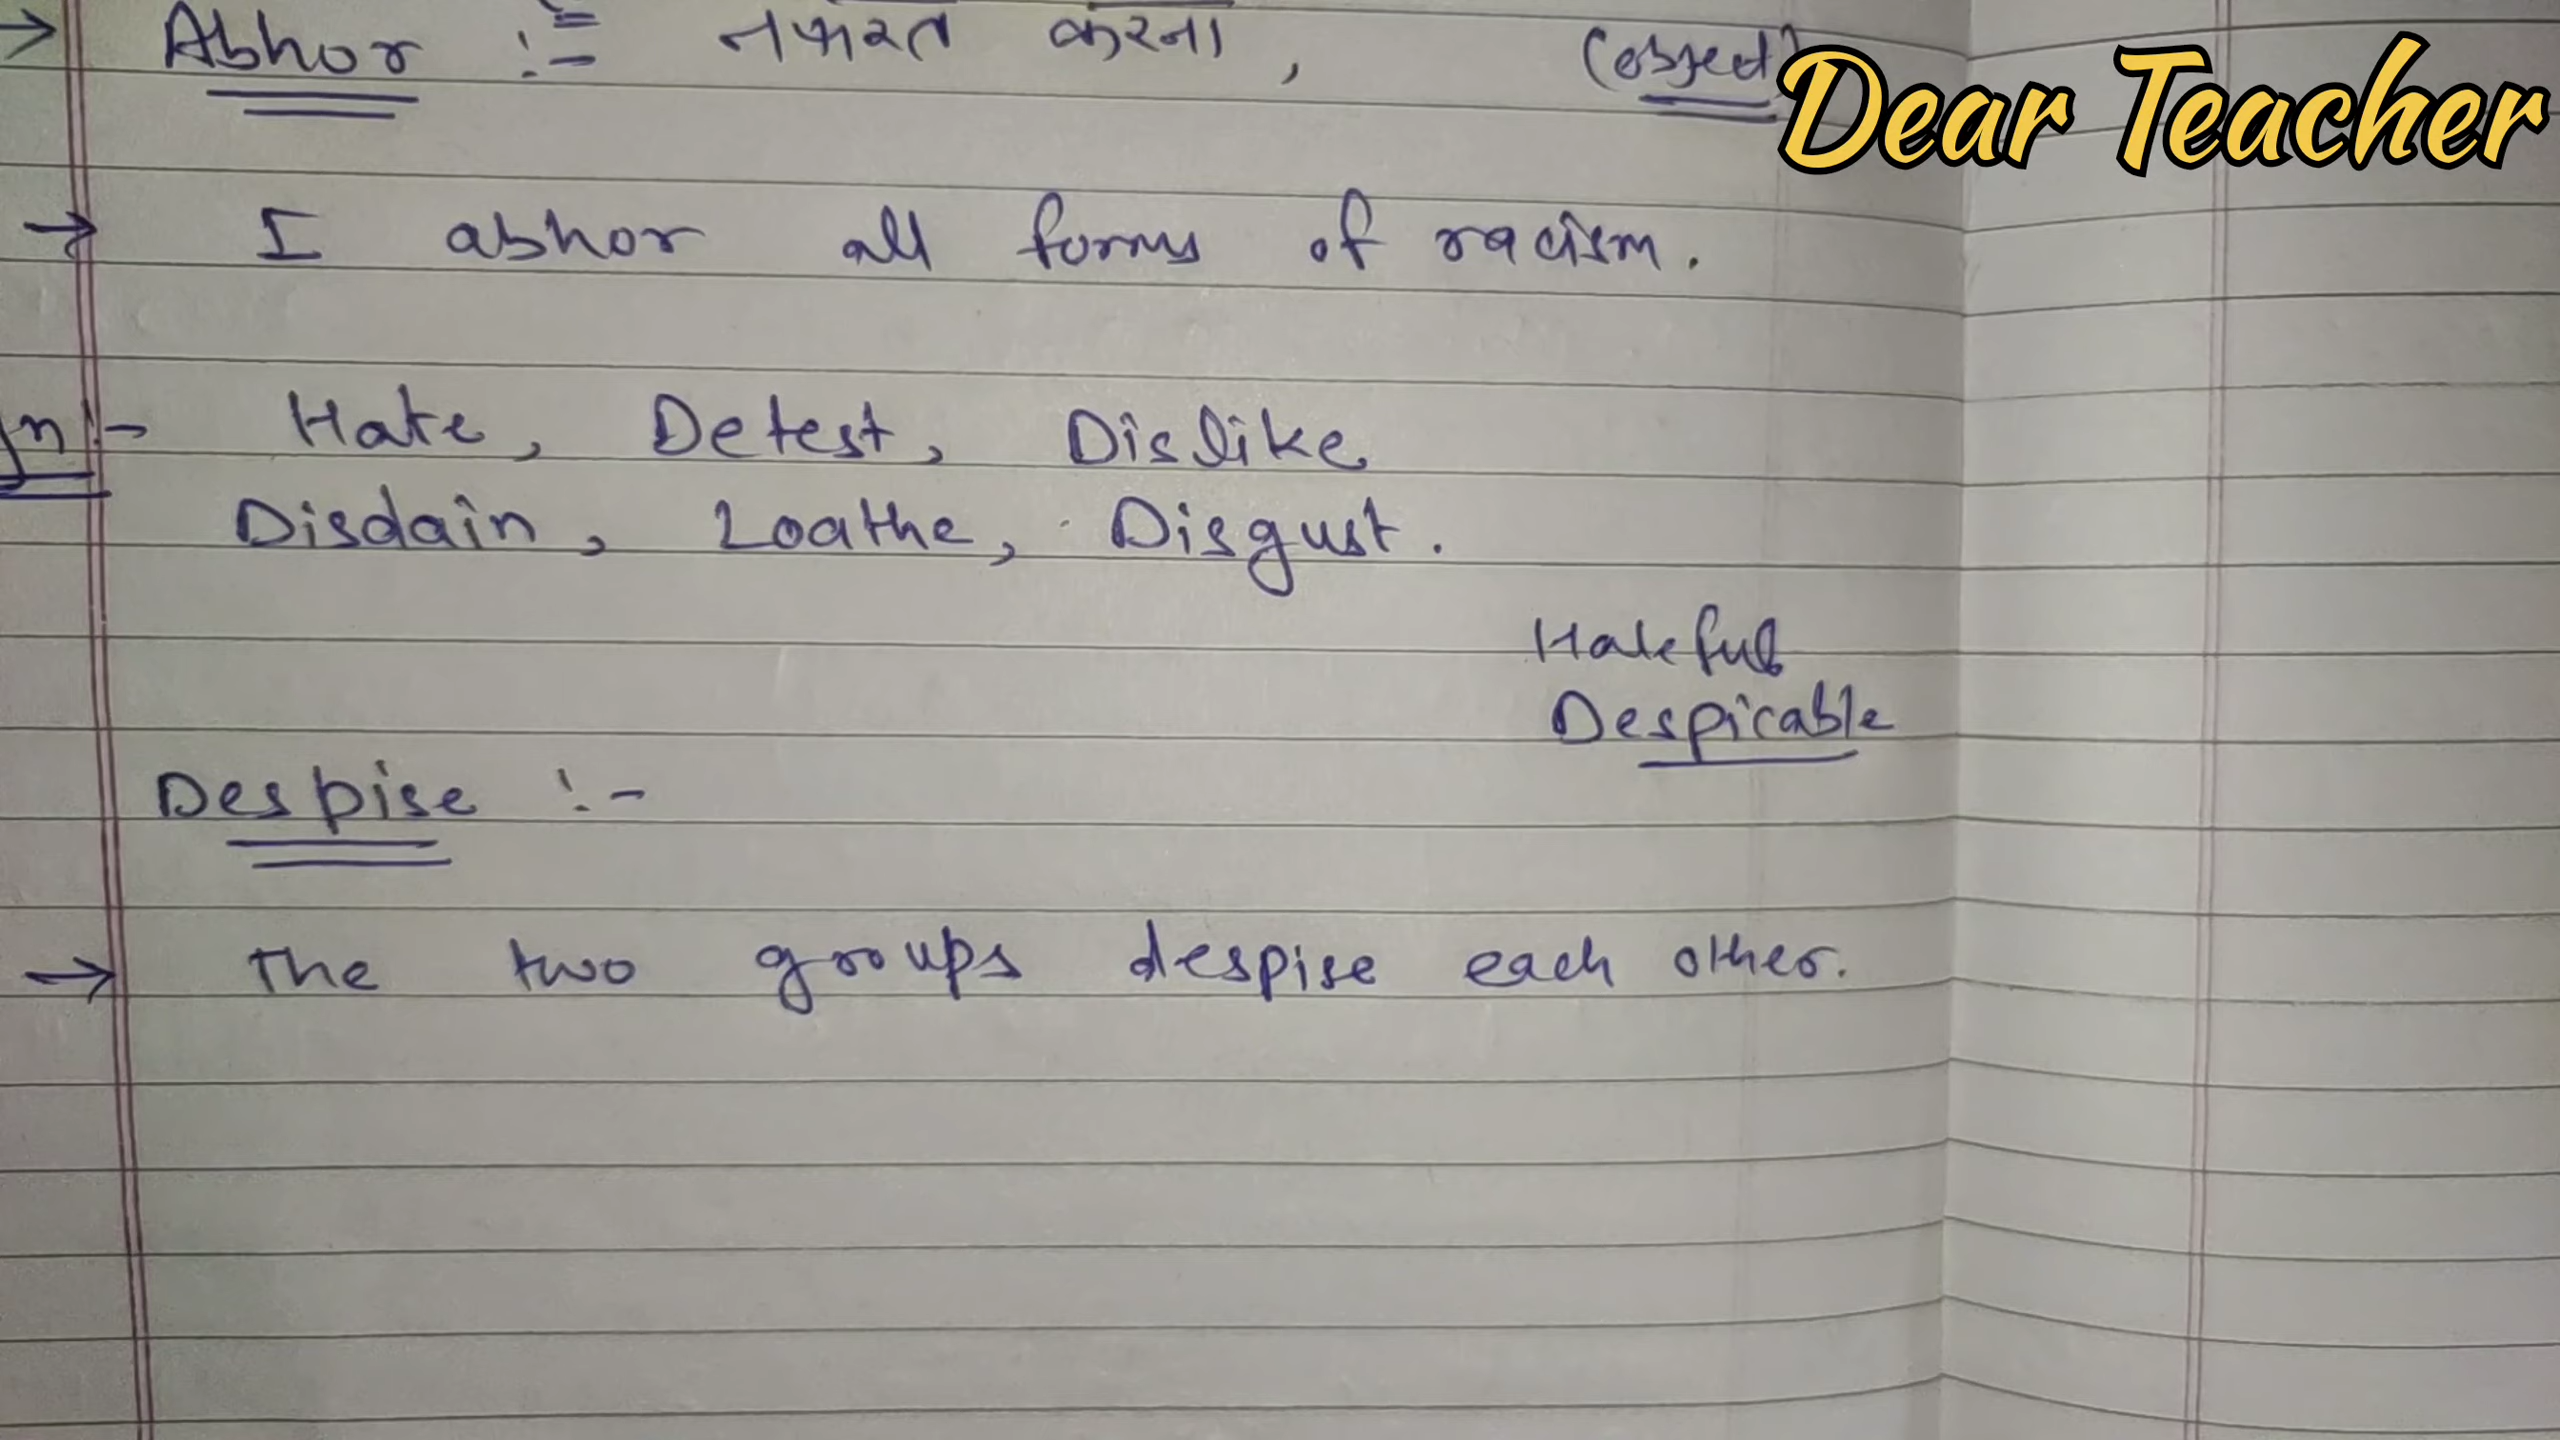 → Abhor :- नफरत करना, (object)
Dear Teacher
→ I abhor all forms of racism.
yn :- Hate, Detest, Dislike
Disdain, Loathe, Disgust.
Hateful
Despicable
Despise :-
→ The two groups despise each other.